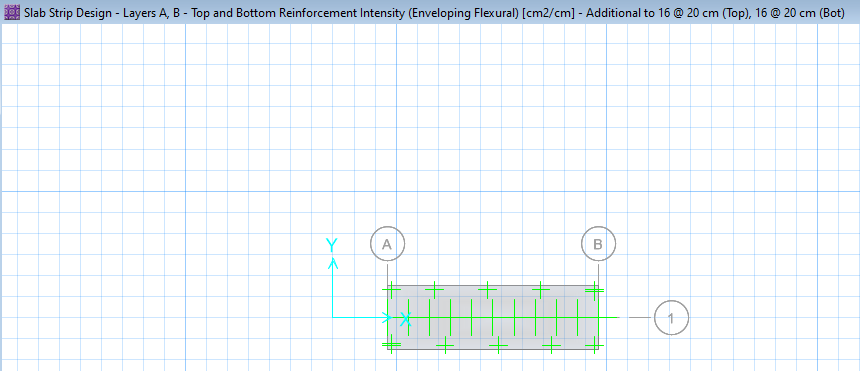 Slab Strip Design - Layers A, B - Top and Bottom Reinforcement Intensity (Enveloping Flexural) [cm2/cm] - Additional to 16 @ 20 cm (Top), 16 @ 20 cm (Bot)
Y
A
B
X
1